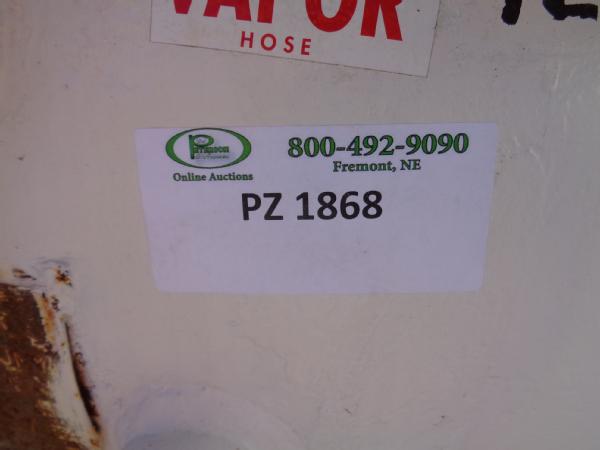 VAPOR
HOSE
800-492-9090
Fremont, NE
Online Auctions
PZ 1868